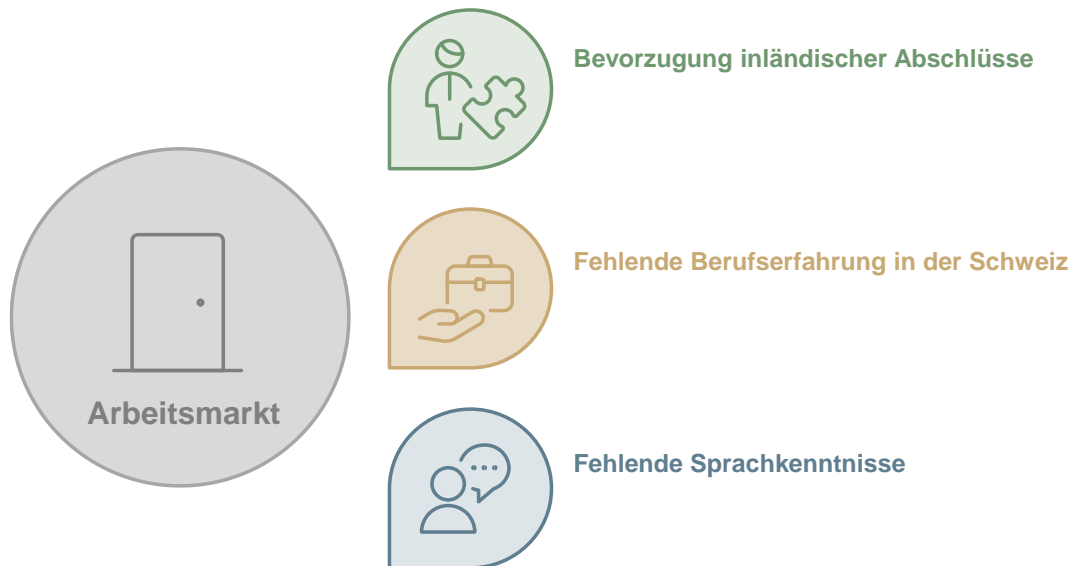 Bevorzugung inländischer Abschlüsse
Fehlende Berufserfahrung in der Schweiz
Arbeitsmarkt
Fehlende Sprachkenntnisse